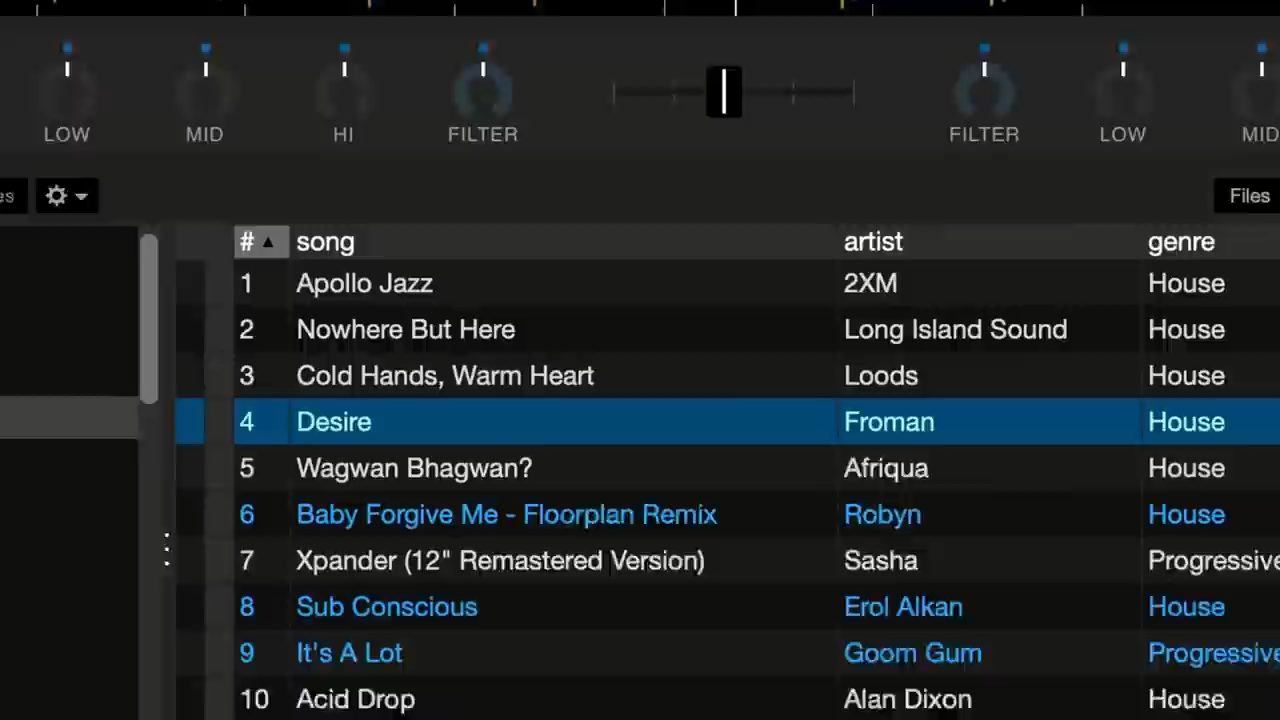 LOW MID HI FILTER FILTER LOW MID
es Files
# song artist genre
1 Apollo Jazz 2XM House
2 Nowhere But Here Long Island Sound House
3 Cold Hands, Warm Heart Loods House
4 Desire Froman House
5 Wagwan Bhagwan? Afriqua House
6 Baby Forgive Me - Floorplan Remix Robyn House
7 Xpander (12" Remastered Version) Sasha Progressive
8 Sub Conscious Erol Alkan House
9 It's A Lot Goom Gum Progressive
10 Acid Drop Alan Dixon House